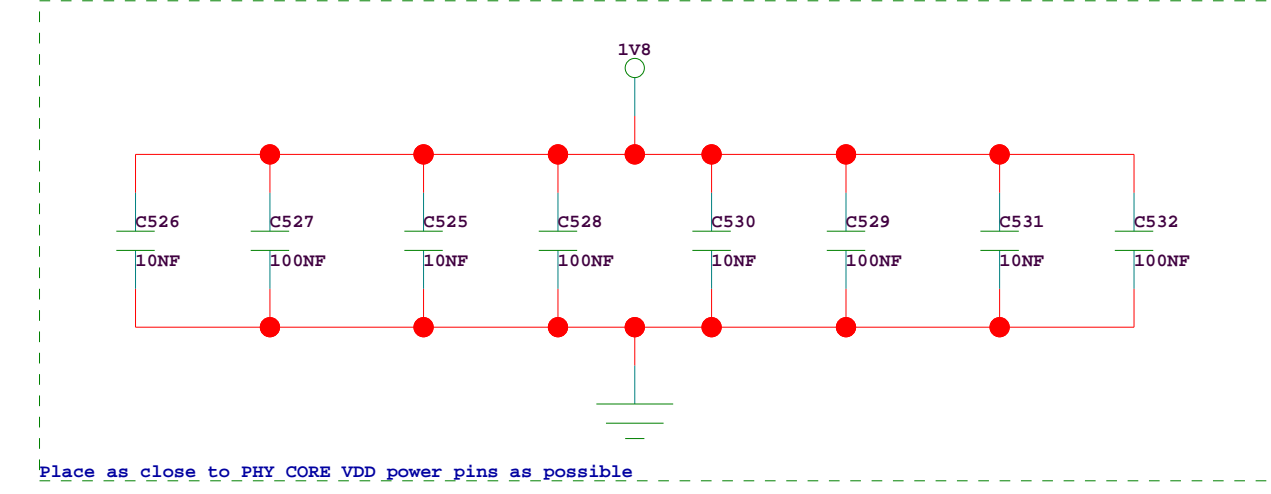 1V8
C526 C527 C525 C528 C530 C529 C531 C532
10NF 100NF 10NF 100NF 10NF 100NF 10NF 100NF
Place as close to PHY CORE VDD power pins as possible